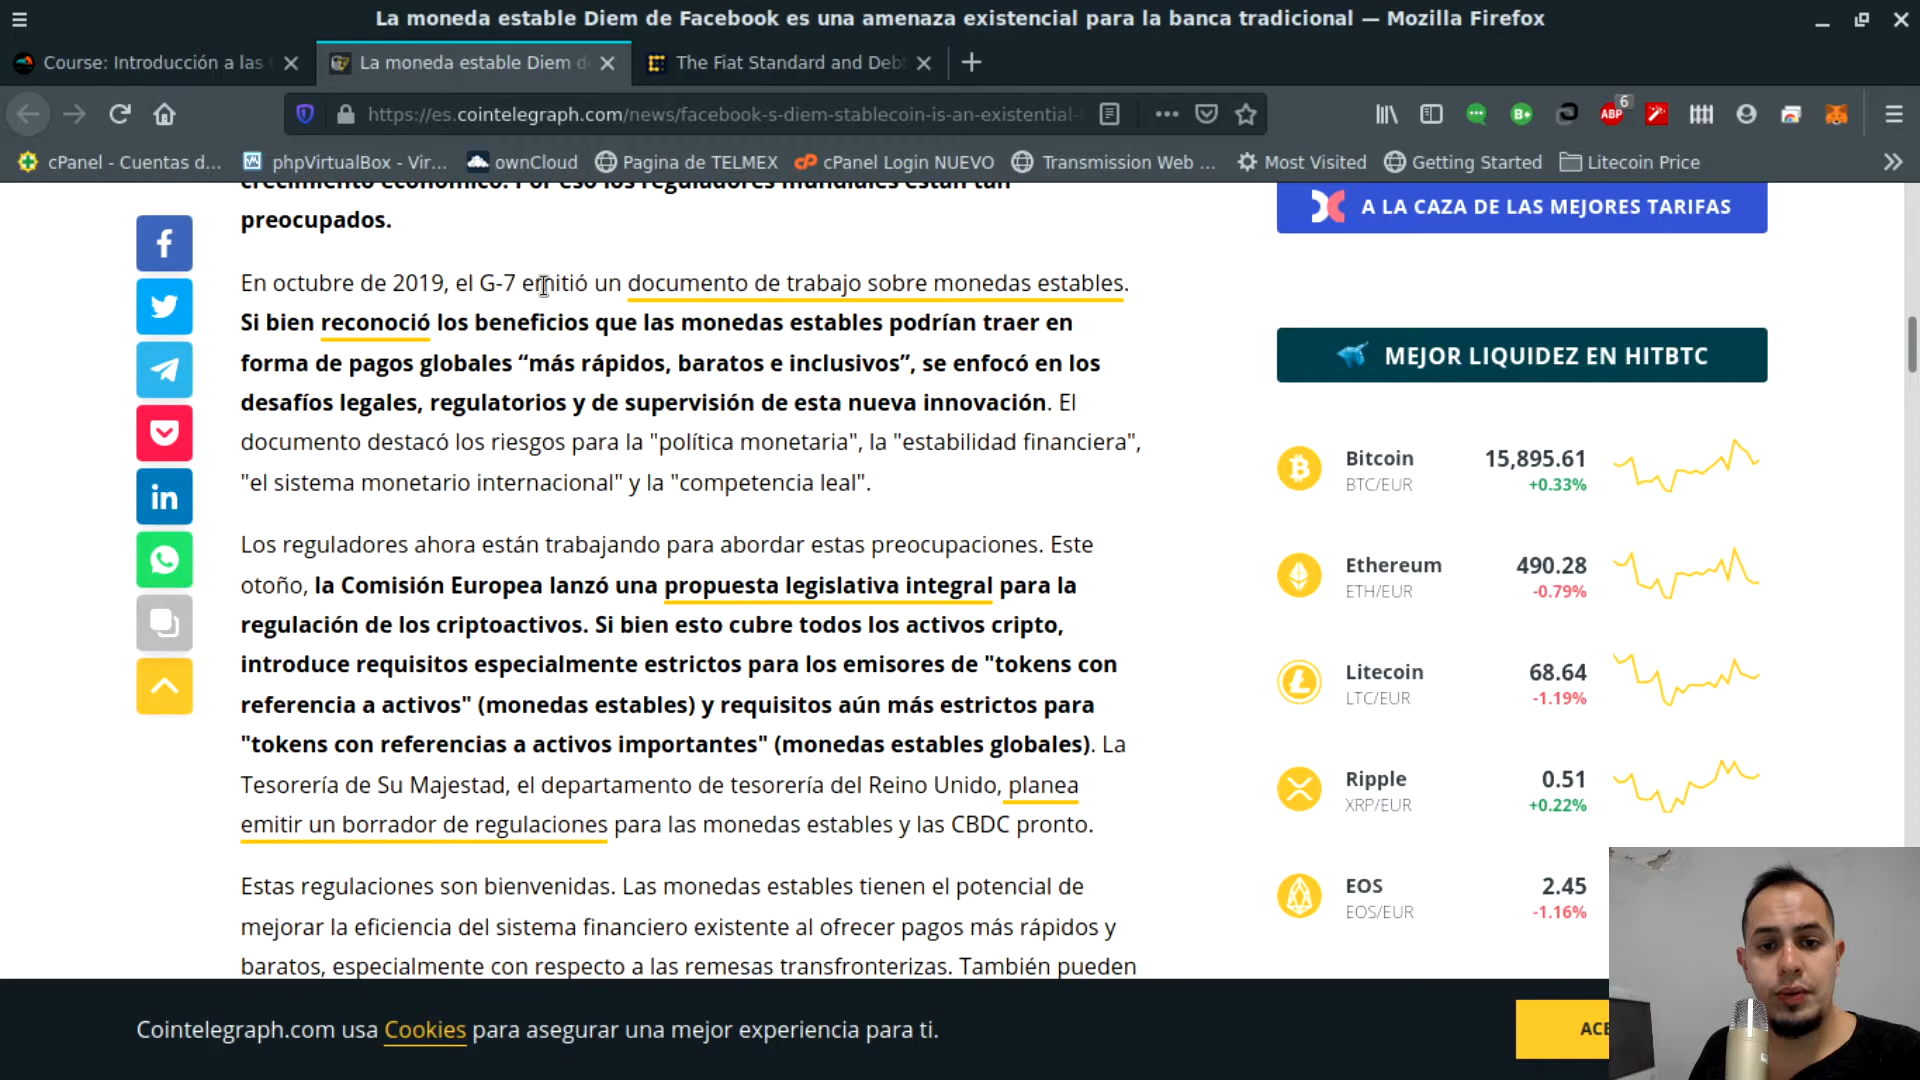 La moneda estable Diem de Facebook es una amenaza existencial para la banca tradicional — Mozilla Firefox
Course: Introducción a las
La moneda estable Diem d
The Fiat Standard and Deb
https://es.cointelegraph.com/news/facebook-s-diem-stablecoin-is-an-existential-
B+
ABP
6
cPanel - Cuentas d...
phpVirtualBox - Vir...
ownCloud
Pagina de TELMEX
cPanel Login NUEVO
Transmission Web ...
Most Visited
Getting Started
Litecoin Price
crecimiento económico. Por eso los reguladores mundiales están tan
preocupados.
En octubre de 2019, el G-7 emitió un documento de trabajo sobre monedas estables.
Si bien reconoció los beneficios que las monedas estables podrían traer en
forma de pagos globales “más rápidos, baratos e inclusivos”, se enfocó en los
desafíos legales, regulatorios y de supervisión de esta nueva innovación. El
documento destacó los riesgos para la "política monetaria", la "estabilidad financiera",
"el sistema monetario internacional" y la "competencia leal".
Los reguladores ahora están trabajando para abordar estas preocupaciones. Este
otoño, la Comisión Europea lanzó una propuesta legislativa integral para la
regulación de los criptoactivos. Si bien esto cubre todos los activos cripto,
introduce requisitos especialmente estrictos para los emisores de "tokens con
referencia a activos" (monedas estables) y requisitos aún más estrictos para
"tokens con referencias a activos importantes" (monedas estables globales). La
Tesorería de Su Majestad, el departamento de tesorería del Reino Unido, planea
emitir un borrador de regulaciones para las monedas estables y las CBDC pronto.
Estas regulaciones son bienvenidas. Las monedas estables tienen el potencial de
mejorar la eficiencia del sistema financiero existente al ofrecer pagos más rápidos y
baratos, especialmente con respecto a las remesas transfronterizas. También pueden
A LA CAZA DE LAS MEJORES TARIFAS
MEJOR LIQUIDEZ EN HITBTC
Bitcoin 15,895.61
BTC/EUR +0.33%
Ethereum 490.28
ETH/EUR -0.79%
Litecoin 68.64
LTC/EUR -1.19%
Ripple 0.51
XRP/EUR +0.22%
EOS 2.45
EOS/EUR -1.16%
Cointelegraph.com usa Cookies para asegurar una mejor experiencia para ti.
ACE